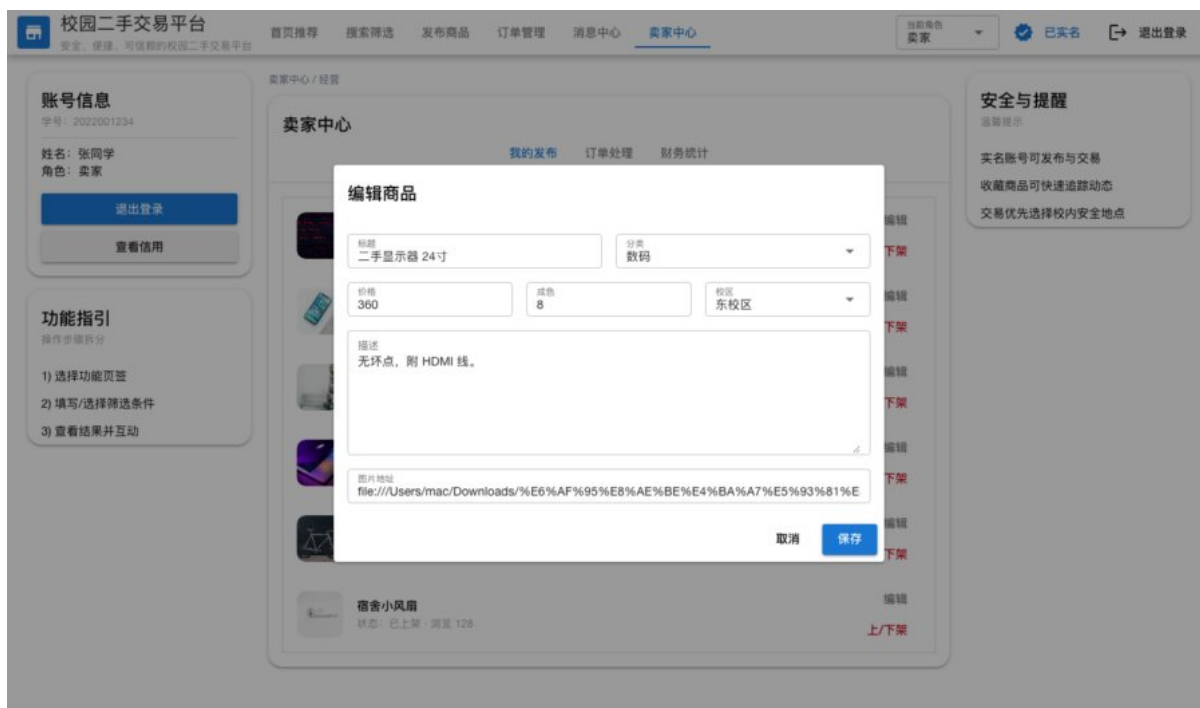 校园二手交易平台
安全、便捷、可信赖的校园二手交易平台
首页推荐 搜索筛选 发布商品 订单管理 消息中心 卖家中心
当前角色
卖家
已实名
退出登录
账号信息
学号: 2022001234
姓名: 张同学
角色: 卖家
退出登录
查看信用
功能指引
操作步骤拆分
1) 选择功能页签
2) 填写/选择筛选条件
3) 查看结果并互动
卖家中心 / 经营
卖家中心
我的发布 订单处理 财务统计
编辑商品
标题
二手显示器 24寸
分类
数码
价格
360
成色
8
校区
东校区
描述
无坏点，附 HDMI 线。
图片地址
file:///Users/mac/Downloads/%E6%AF%95%E8%AE%BE%E4%BA%A7%E5%93%81%E
取消
保存
编辑
下架
编辑
下架
编辑
下架
编辑
下架
编辑
下架
宿舍小风扇
状态: 已上架 · 浏览 128
编辑
上/下架
安全与提醒
温馨提示
实名账号可发布与交易
收藏商品可快速追踪动态
交易优先选择校内安全地点